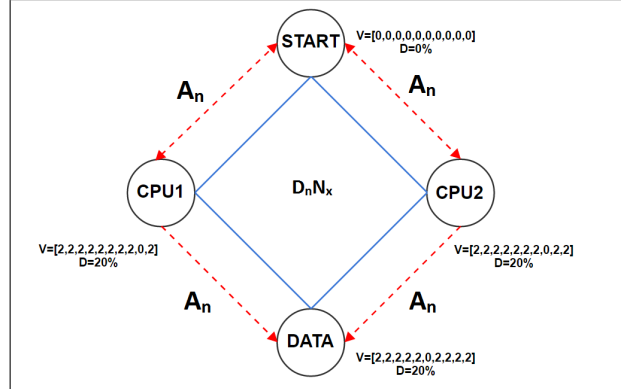 START
V=[0,0,0,0,0,0,0,0,0,0]
D=0%
An
An
CPU1
DnNx
CPU2
V=[2,2,2,2,2,2,2,2,0,2]
D=20%
V=[2,2,2,2,2,2,2,0,2,2]
D=20%
An
An
DATA
V=[2,2,2,2,2,0,2,2,2,2]
D=20%